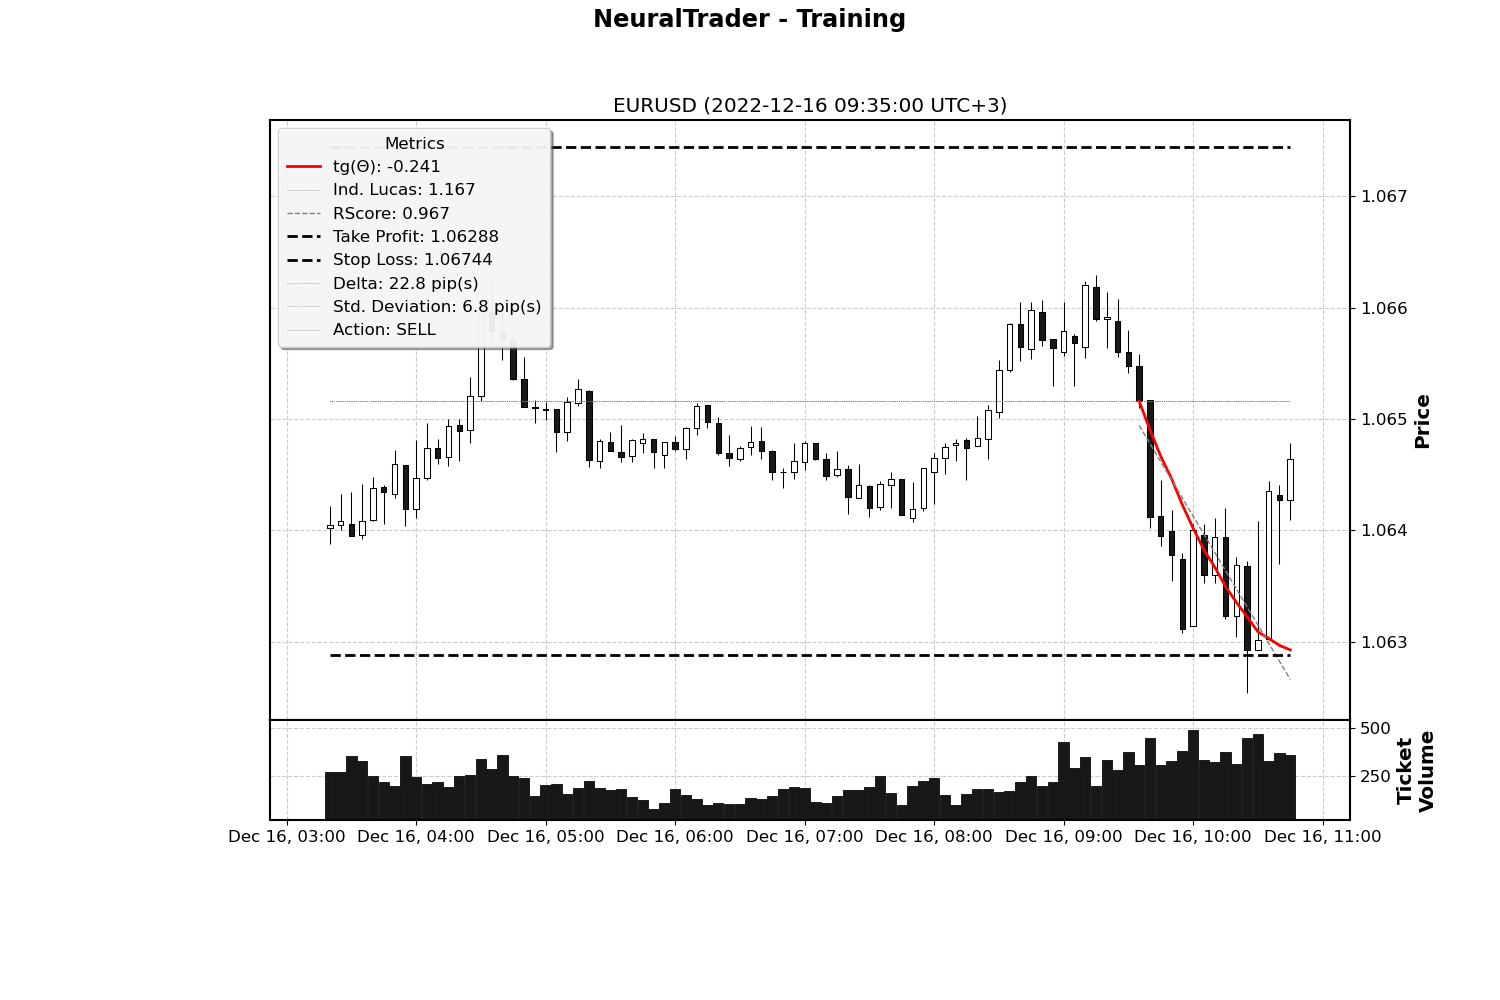 NeuralTrader - Training
EURUSD (2022-12-16 09:35:00 UTC+3)
Metrics
tg(Θ): -0.241
Ind. Lucas: 1.167
RScore: 0.967
Take Profit: 1.06288
Stop Loss: 1.06744
Delta: 22.8 pip(s)
Std. Deviation: 6.8 pip(s)
Action: SELL
1.067
1.066
1.065
1.064
1.063
Price
500
250
Ticket
Volume
Dec 16, 03:00
Dec 16, 04:00
Dec 16, 05:00
Dec 16, 06:00
Dec 16, 07:00
Dec 16, 08:00
Dec 16, 09:00
Dec 16, 10:00
Dec 16, 11:00